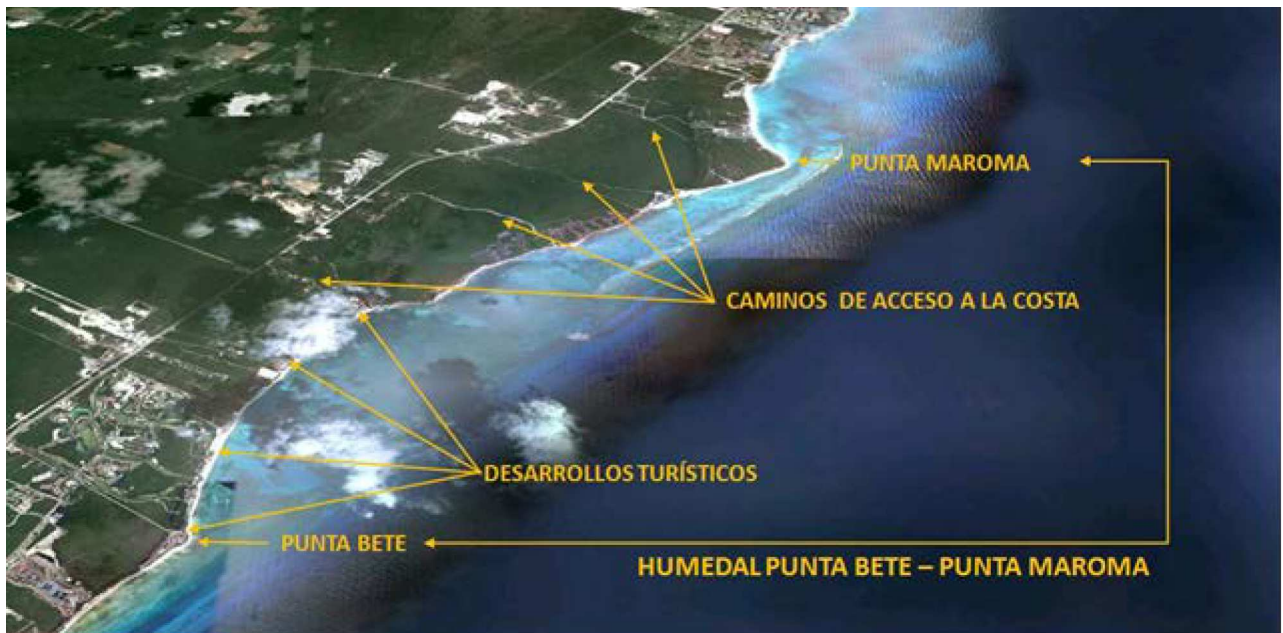 PUNTA MAROMA
CAMINOS DE ACCESO A LA COSTA
DESARROLLOS TURÍSTICOS
PUNTA BETE
HUMEDAL PUNTA BETE – PUNTA MAROMA